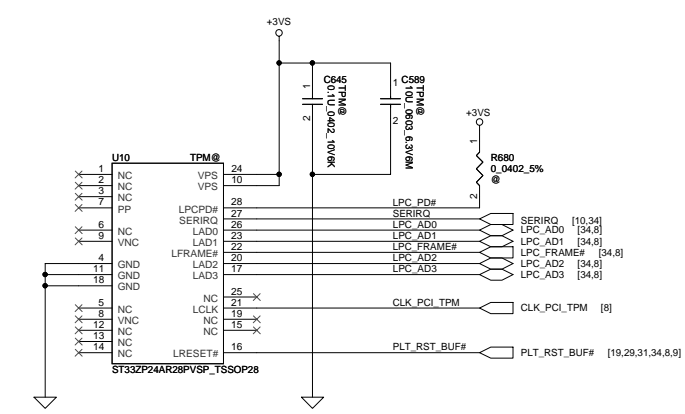 +3VS
C645
TPM@
0.1U_0402_10V6K
1
2
C589
TPM@
10U_0603_6.3V6M
1
2
+3VS
1
R680
0_0402_5%
@
2
U10 TPM@
1 NC VPS 24
2 NC VPS 10
3 NC
7 PP LPCPD# 28 LPC_PD#
SERIRQ 27 SERIRQ SERIRQ [10,34]
6 NC LAD0 26 LPC_AD0 LPC_AD0 [34,8]
9 VNC LAD1 23 LPC_AD1 LPC_AD1 [34,8]
LFRAME# 22 LPC_FRAME# LPC_FRAME# [34,8]
4 GND LAD2 20 LPC_AD2 LPC_AD2 [34,8]
11 GND LAD3 17 LPC_AD3 LPC_AD3 [34,8]
18 GND
NC 25
5 NC LCLK 21 CLK_PCI_TPM CLK_PCI_TPM [8]
8 VNC NC 19
12 NC NC 15
13 NC
14 NC LRESET# 16 PLT_RST_BUF# PLT_RST_BUF# [19,29,31,34,8,9]
ST33ZP24AR28PVSP_TSSOP28